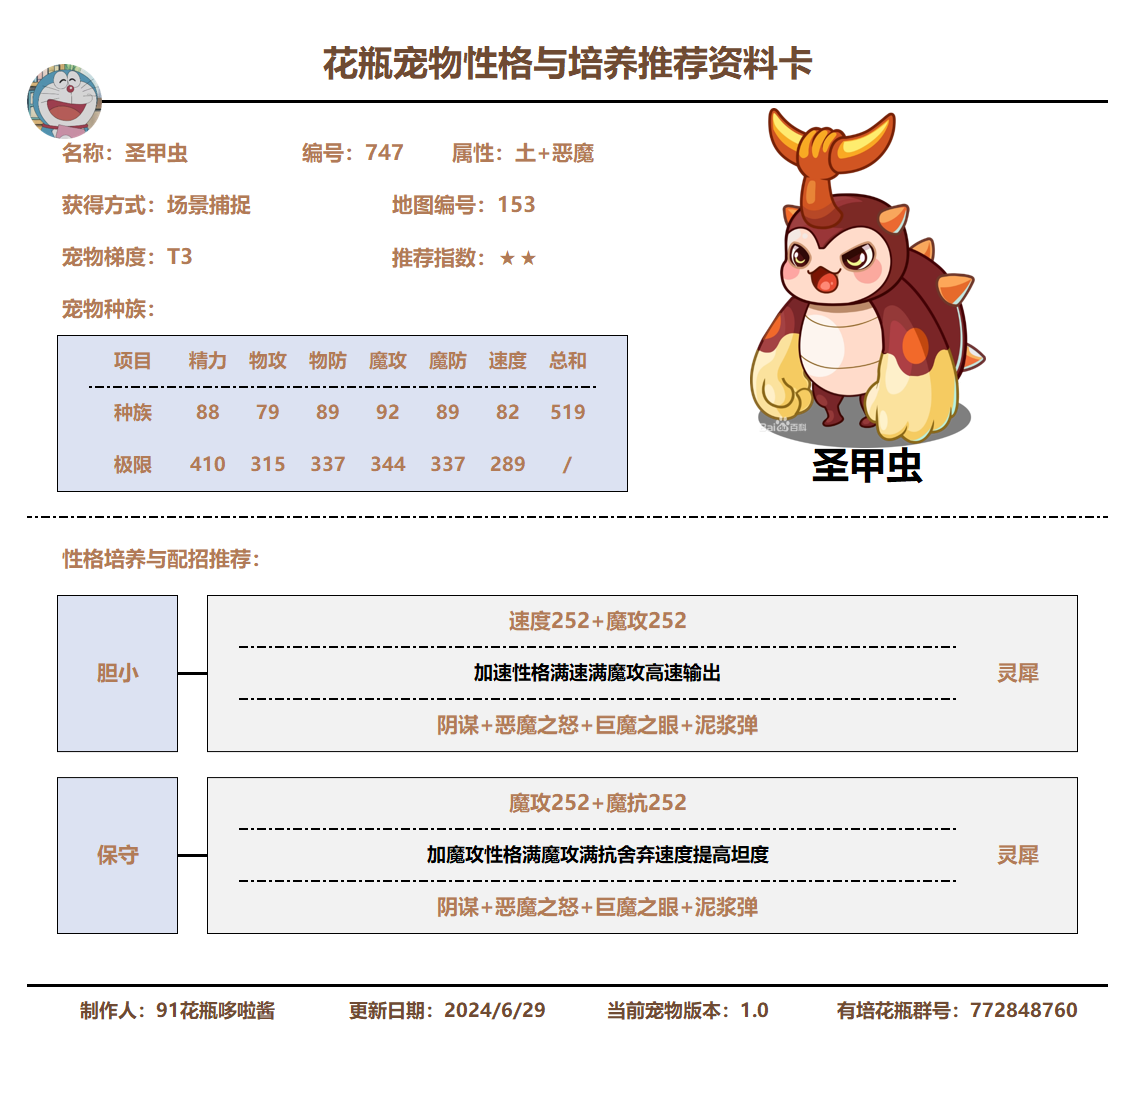 花瓶宠物性格与培养推荐资料卡
名称：圣甲虫 编号：747 属性：土+恶魔
获得方式：场景捕捉 地图编号：153
宠物梯度：T3 推荐指数：★★
宠物种族：
项目 精力 物攻 物防 魔攻 魔防 速度 总和
种族 88 79 89 92 89 82 519
极限 410 315 337 344 337 289 /
Bai百科
圣甲虫
性格培养与配招推荐：
速度252+魔攻252
胆小 加速性格满速满魔攻高速输出 灵犀
阴谋+恶魔之怒+巨魔之眼+泥浆弹
魔攻252+魔抗252
保守 加魔攻性格满魔攻满抗舍弃速度提高坦度 灵犀
阴谋+恶魔之怒+巨魔之眼+泥浆弹
制作人：91花瓶哆啦酱 更新日期：2024/6/29 当前宠物版本：1.0 有培花瓶群号：772848760